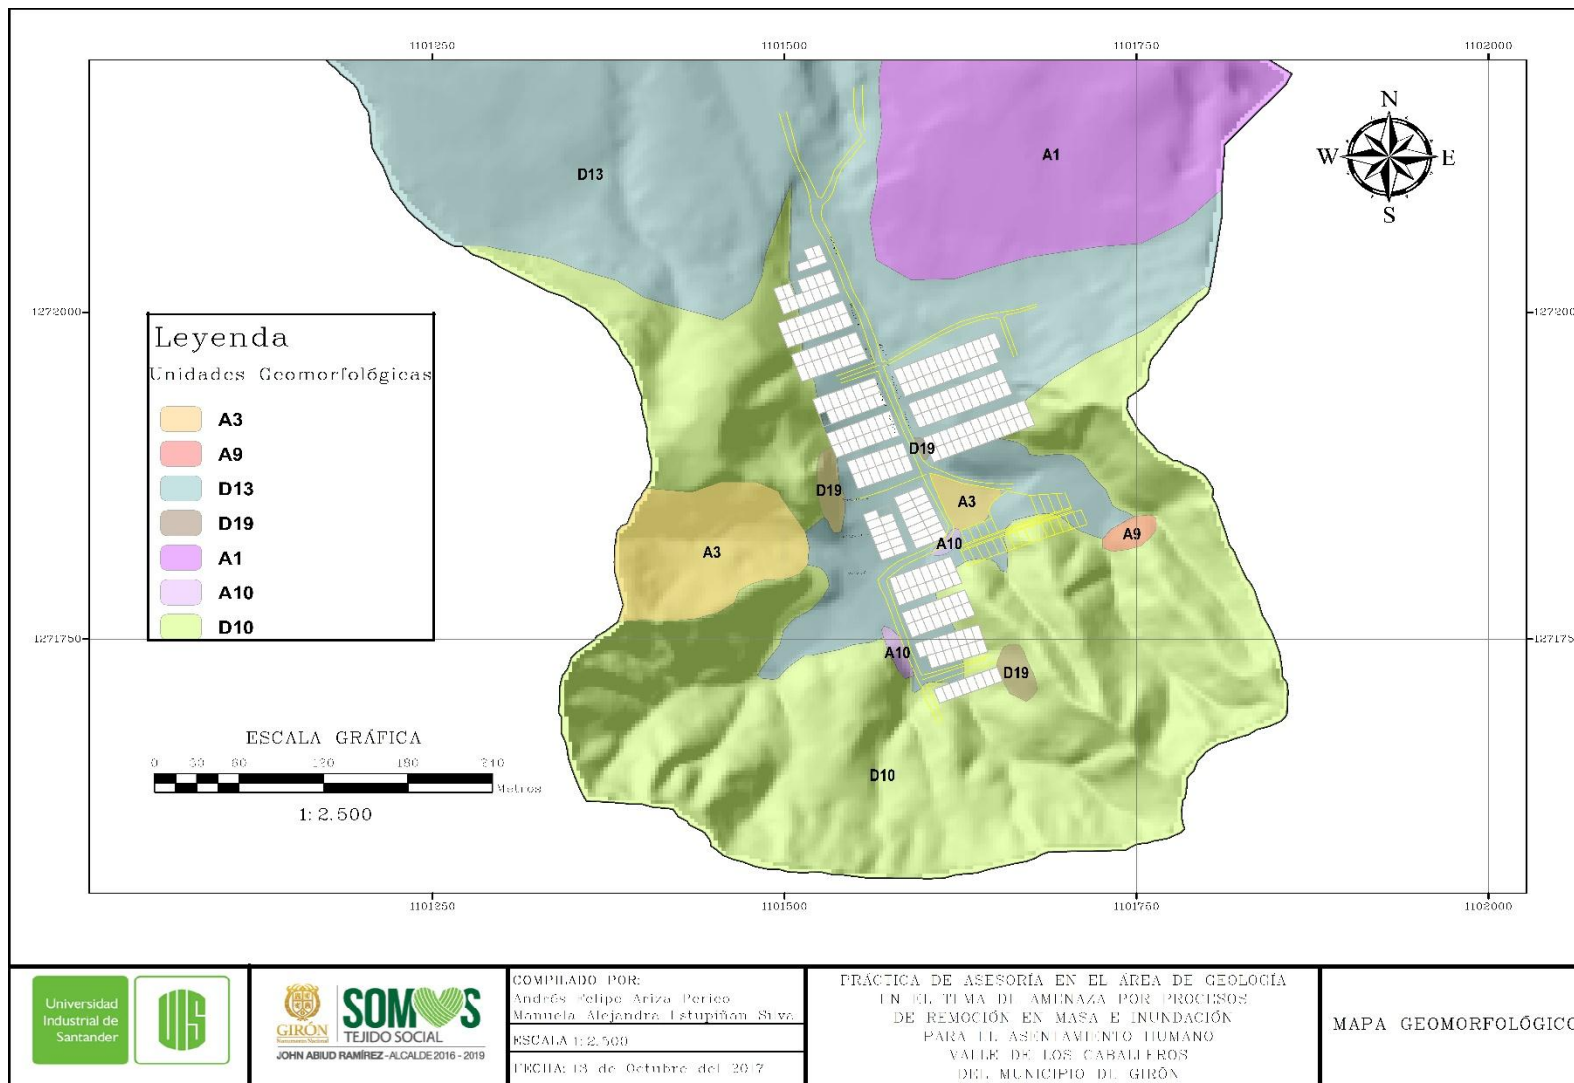 1101250 1101500 1101750 1102000
N
W E
S
A1
D13
1272000 1272000
Leyenda
Unidades Geomorfológicas
A3
A9
D13
D19
A1
A10
D10
D19
D19
A3
A10
A9
A3
1271750 1271750
A10
D19
D10
ESCALA GRÁFICA
0 30 60 120 180 240
Metros
1:2.500
1101250 1101500 1101750 1102000
Universidad
Industrial de
Santander
UIS
GIRÓN
Monumento Nacional
SOMOS
TEJIDO SOCIAL
JOHN ABIUD RAMÍREZ - ALCALDE 2016 - 2019
COMPILADO POR:
Andrés Felipe Ariza Perico
Manuela Alejandra Estupiñan Silva
ESCALA 1:2.500
FECHA: 13 de Octubre del 2017
PRÁCTICA DE ASESORÍA EN EL ÁREA DE GEOLOGÍA
EN EL TEMA DE AMENAZA POR PROCESOS
DE REMOCIÓN EN MASA E INUNDACIÓN
PARA EL ASENTAMIENTO HUMANO
VALLE DE LOS CABALLEROS
DEL MUNICIPIO DE GIRÓN
MAPA GEOMORFOLÓGICO